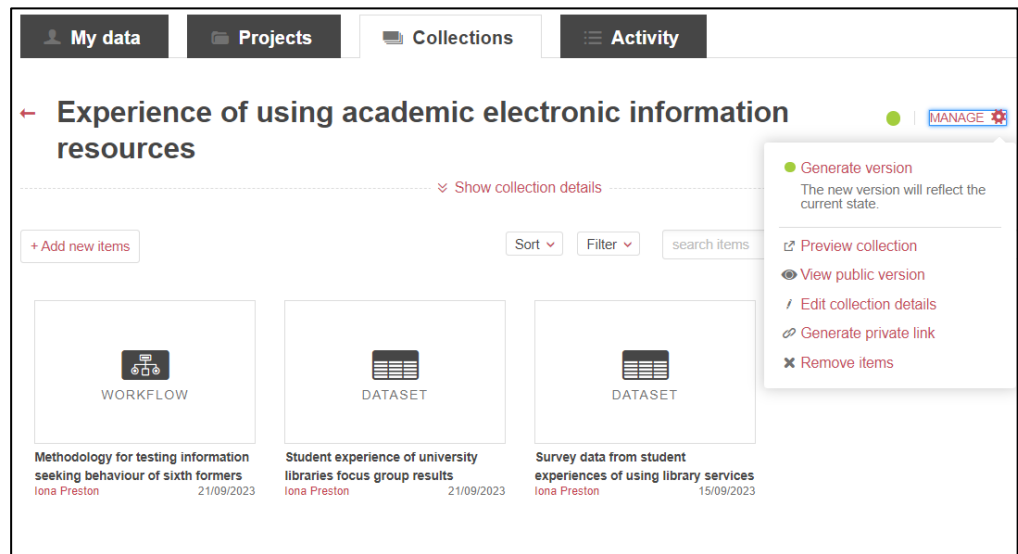 My data
Projects
Collections
Activity
Experience of using academic electronic information
resources
MANAGE
Generate version
The new version will reflect the
current state.
Preview collection
View public version
Edit collection details
Generate private link
Remove items
Show collection details
+ Add new items
Sort
Filter
search items
WORKFLOW
DATASET
DATASET
Methodology for testing information
seeking behaviour of sixth formers
Iona Preston 21/09/2023
Student experience of university
libraries focus group results
Iona Preston 21/09/2023
Survey data from student
experiences of using library services
Iona Preston 15/09/2023